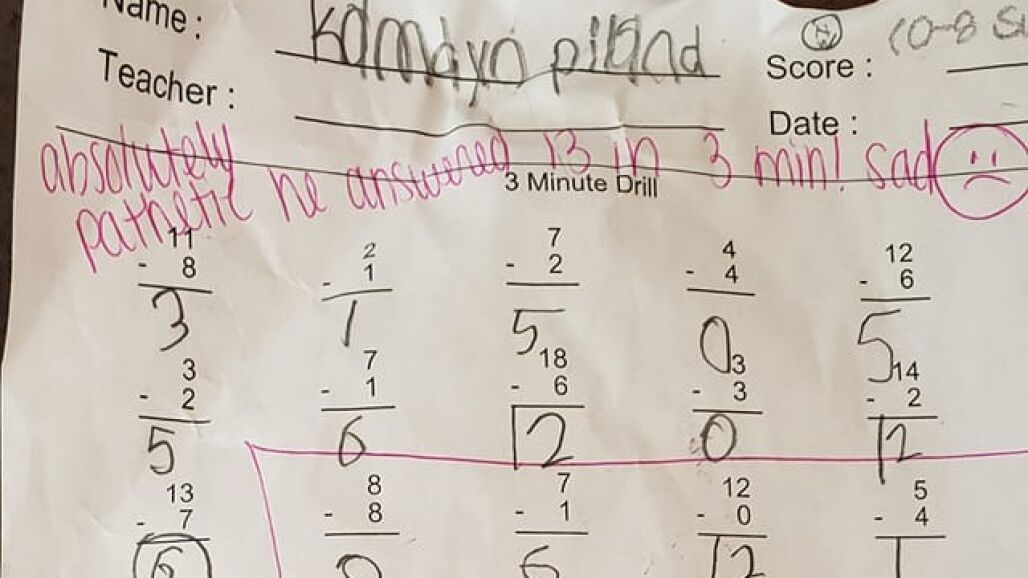 Name : Kamdyn piland
Score : 10-8
Teacher :
Date :
absolutely
pathetic he answered 13 in 3 min! sad
3 Minute Drill
11 2 7 4 12
- 8 - 1 - 2 - 4 - 6
3 1 5 0 5
3 7 18 3 14
- 2 - 1 - 6 - 3 - 2
5 6 12 0 12
13 8 7 12 5
- 7 - 8 - 1 - 0 - 4
6 0 6 12 1